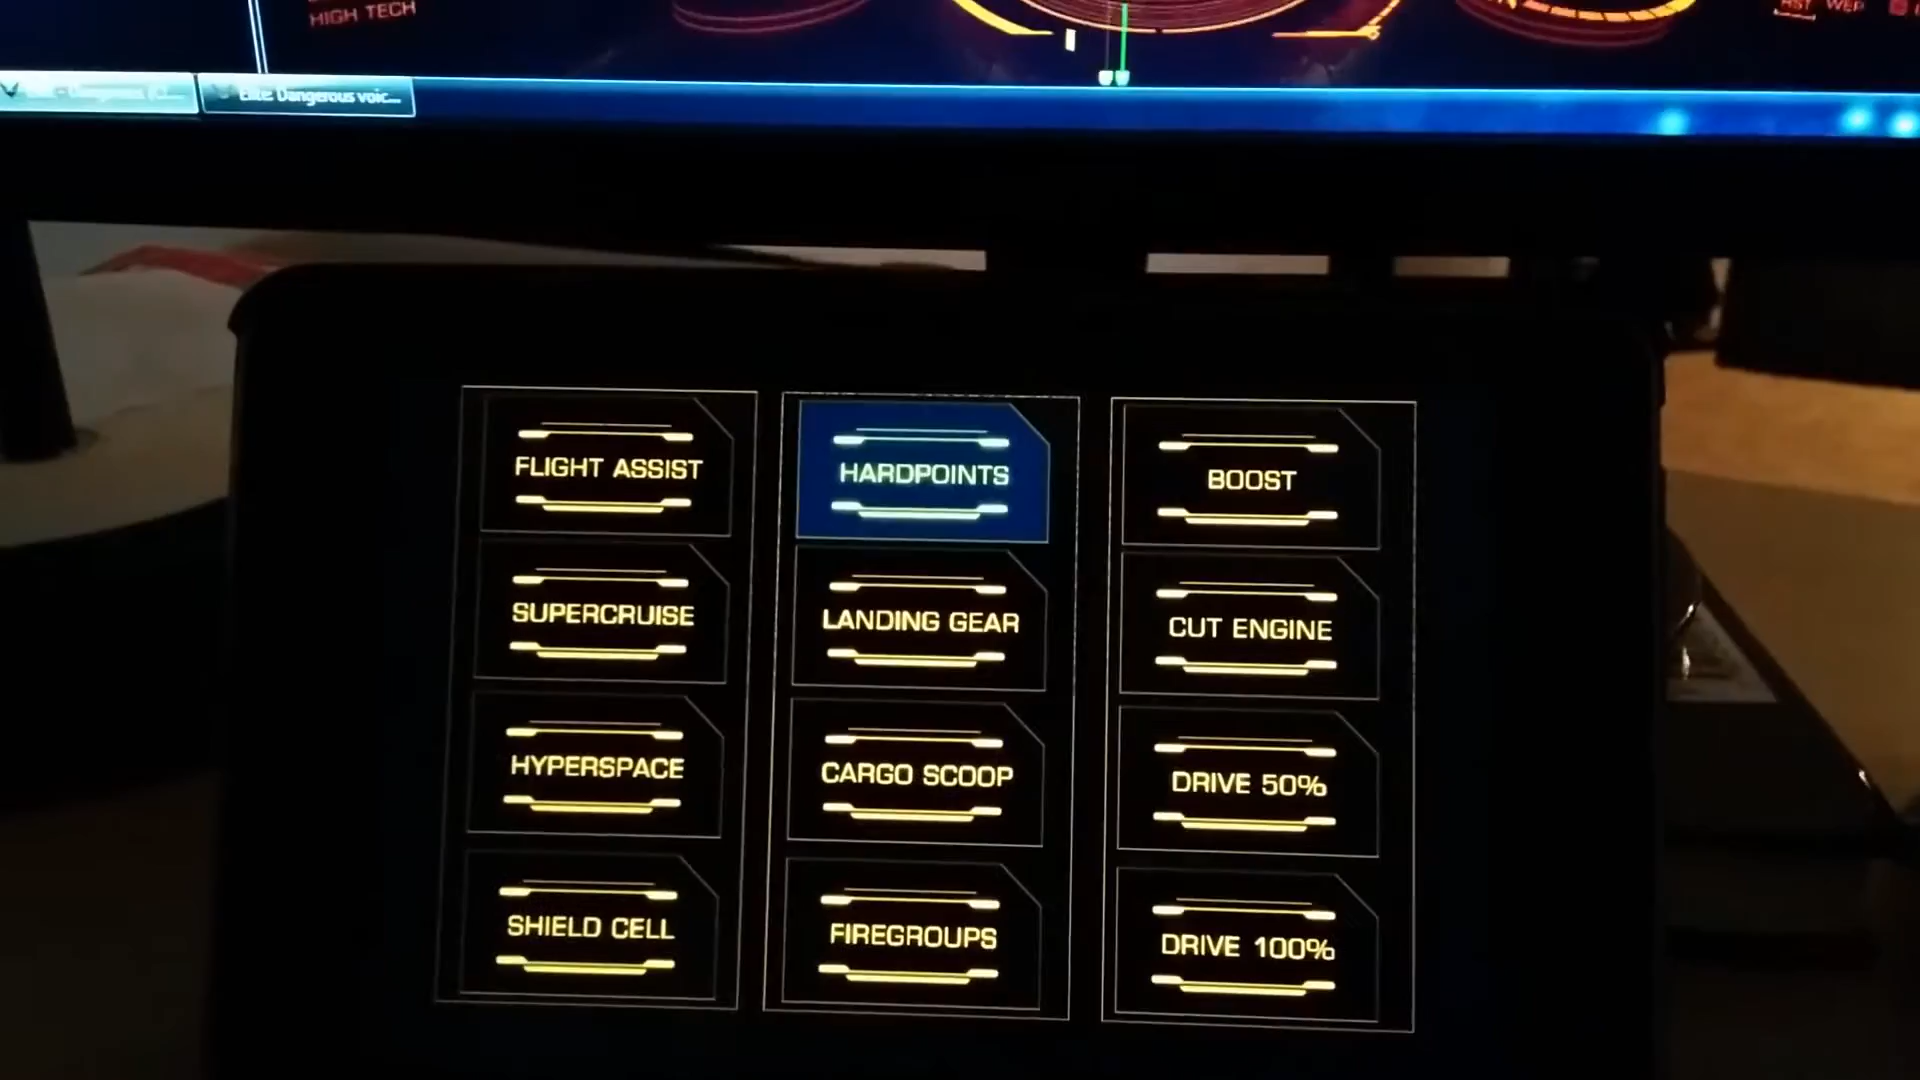 HIGH TECH
WEP
Elite: Dangerous voic...
FLIGHT ASSIST
HARDPOINTS
BOOST
SUPERCRUISE
LANDING GEAR
CUT ENGINE
HYPERSPACE
CARGO SCOOP
DRIVE 50%
SHIELD CELL
FIREGROUPS
DRIVE 100%